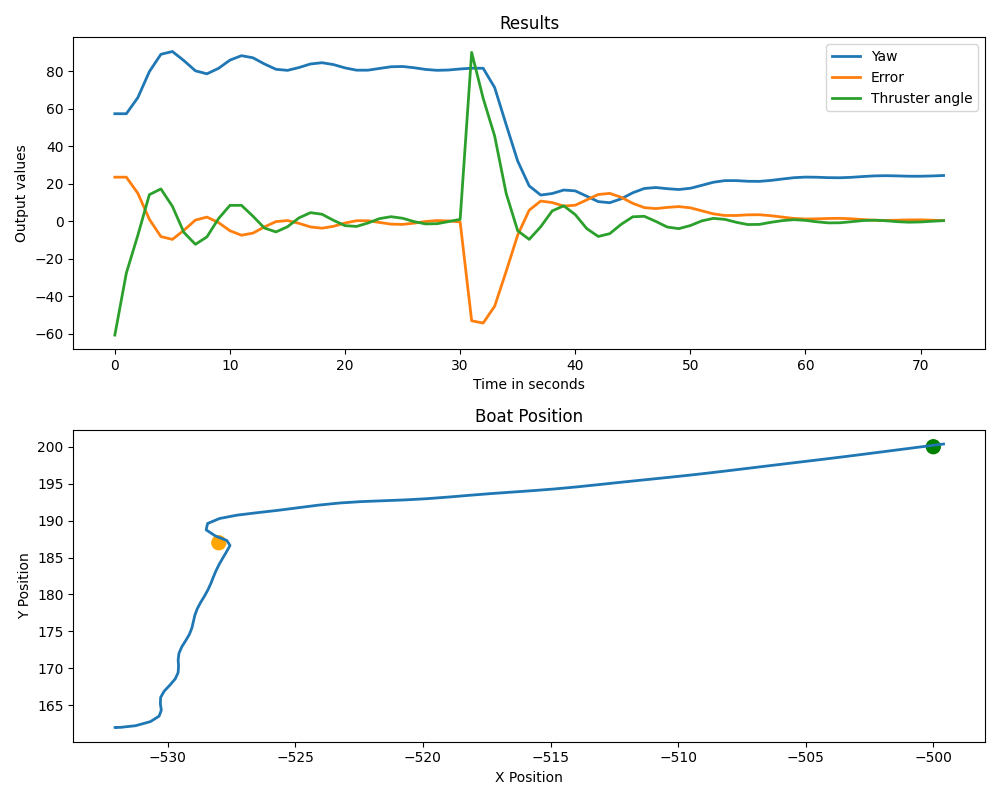 Results
Output values
80
60
40
20
0
−20
−40
−60
Yaw
Error
Thruster angle
0 10 20 30 40 50 60 70
Time in seconds
Boat Position
Y Position
200
195
190
185
180
175
170
165
−530 −525 −520 −515 −510 −505 −500
X Position